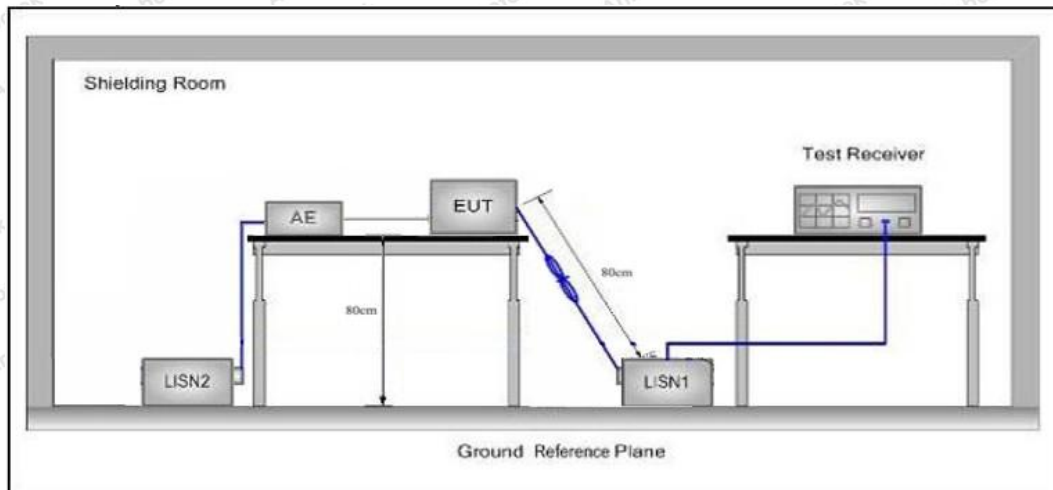 Shielding Room
Test Receiver
AE
EUT
80cm
80cm
LISN2
LISN1
Ground Reference Plane